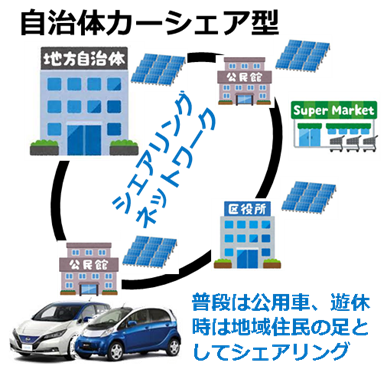 自治体カーシェア型
地方自治体
公民館
Super Market
シェアリング
ネットワーク
区役所
公民館
普段は公用車、遊休
時は地域住民の足と
してシェアリング